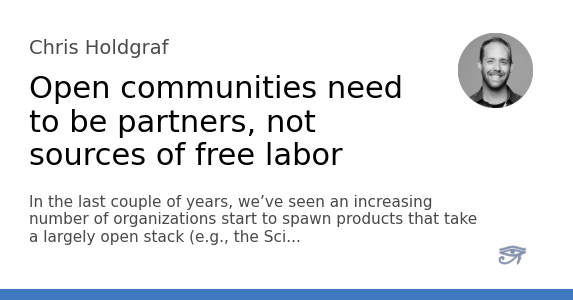 Chris Holdgraf
Open communities need
to be partners, not
sources of free labor
In the last couple of years, we’ve seen an increasing
number of organizations start to spawn products that take
a largely open stack (e.g., the Sci...